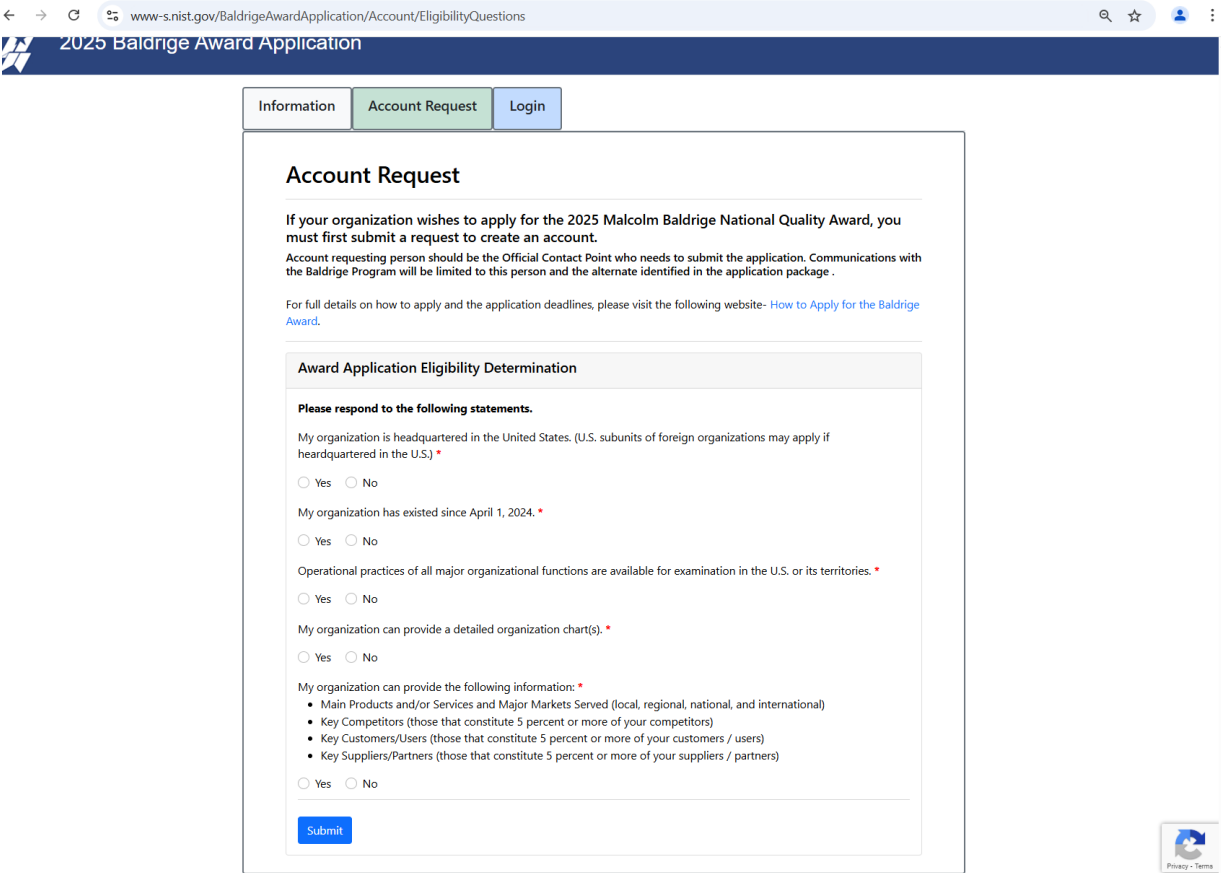 www-s.nist.gov/BaldrigeAwardApplication/Account/EligibilityQuestions
2025 Baldrige Award Application
Information
Account Request
Login
Account Request
If your organization wishes to apply for the 2025 Malcolm Baldrige National Quality Award, you
must first submit a request to create an account.
Account requesting person should be the Official Contact Point who needs to submit the application. Communications with
the Baldrige Program will be limited to this person and the alternate identified in the application package .
For full details on how to apply and the application deadlines, please visit the following website- How to Apply for the Baldrige
Award.
Award Application Eligibility Determination
Please respond to the following statements.
My organization is headquartered in the United States. (U.S. subunits of foreign organizations may apply if
heardquartered in the U.S.) *
Yes No
My organization has existed since April 1, 2024. *
Yes No
Operational practices of all major organizational functions are available for examination in the U.S. or its territories. *
Yes No
My organization can provide a detailed organization chart(s). *
Yes No
My organization can provide the following information: *
• Main Products and/or Services and Major Markets Served (local, regional, national, and international)
• Key Competitors (those that constitute 5 percent or more of your competitors)
• Key Customers/Users (those that constitute 5 percent or more of your customers / users)
• Key Suppliers/Partners (those that constitute 5 percent or more of your suppliers / partners)
Yes No
Submit
Privacy - Terms